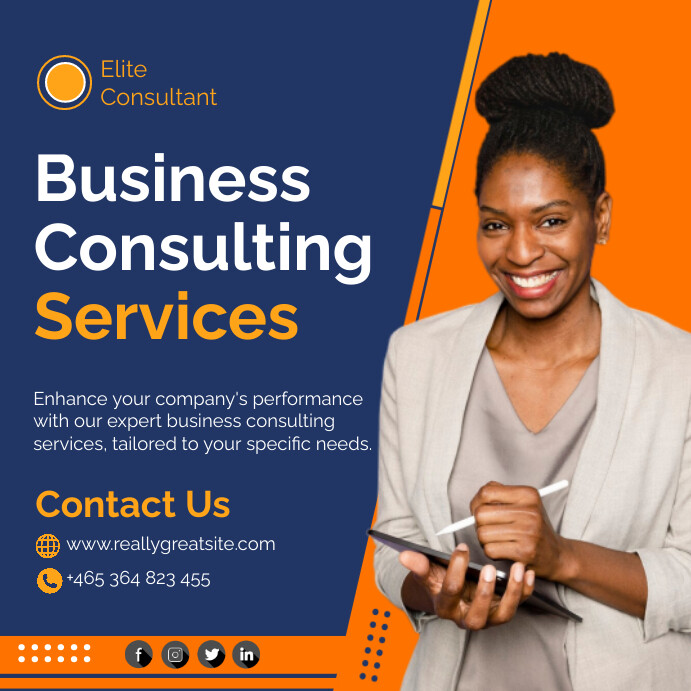 Elite
Consultant
Business
Consulting
Services
Enhance your company's performance
with our expert business consulting
services, tailored to your specific needs.
Contact Us
www.reallygreatsite.com
+465 364 823 455